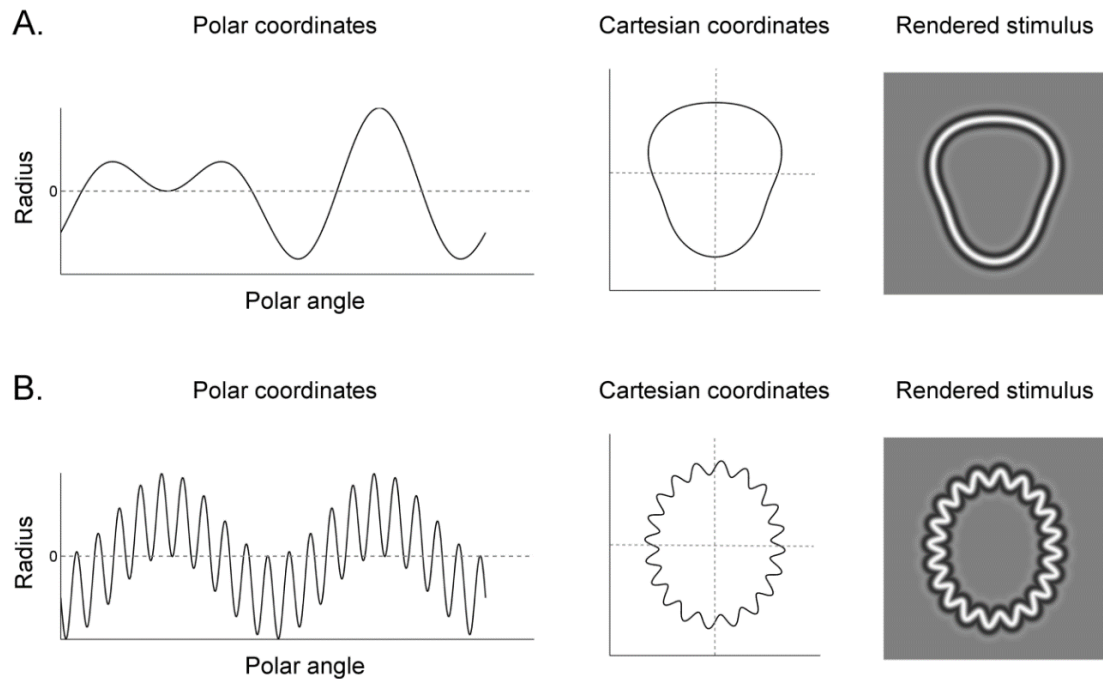 A.
Polar coordinates
Cartesian coordinates
Rendered stimulus
Radius
0
Polar angle
B.
Polar coordinates
Cartesian coordinates
Rendered stimulus
Radius
0
Polar angle